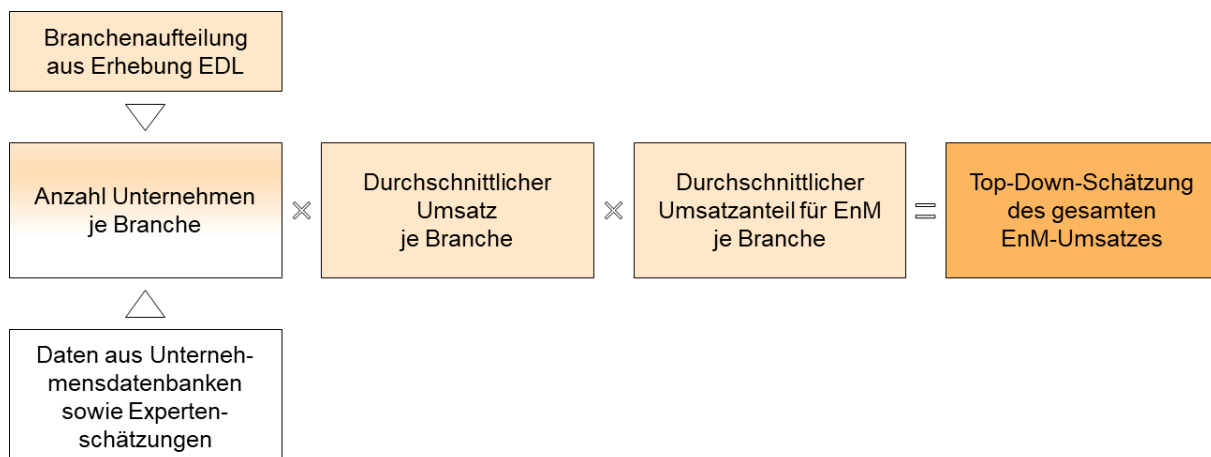 Branchenaufteilung
aus Erhebung EDL
Anzahl Unternehmen
je Branche
×
Durchschnittlicher
Umsatz
je Branche
×
Durchschnittlicher
Umsatzanteil für EnM
je Branche
=
Top-Down-Schätzung
des gesamten
EnM-Umsatzes
Daten aus Unterneh-
mensdatenbanken
sowie Experten-
schätzungen